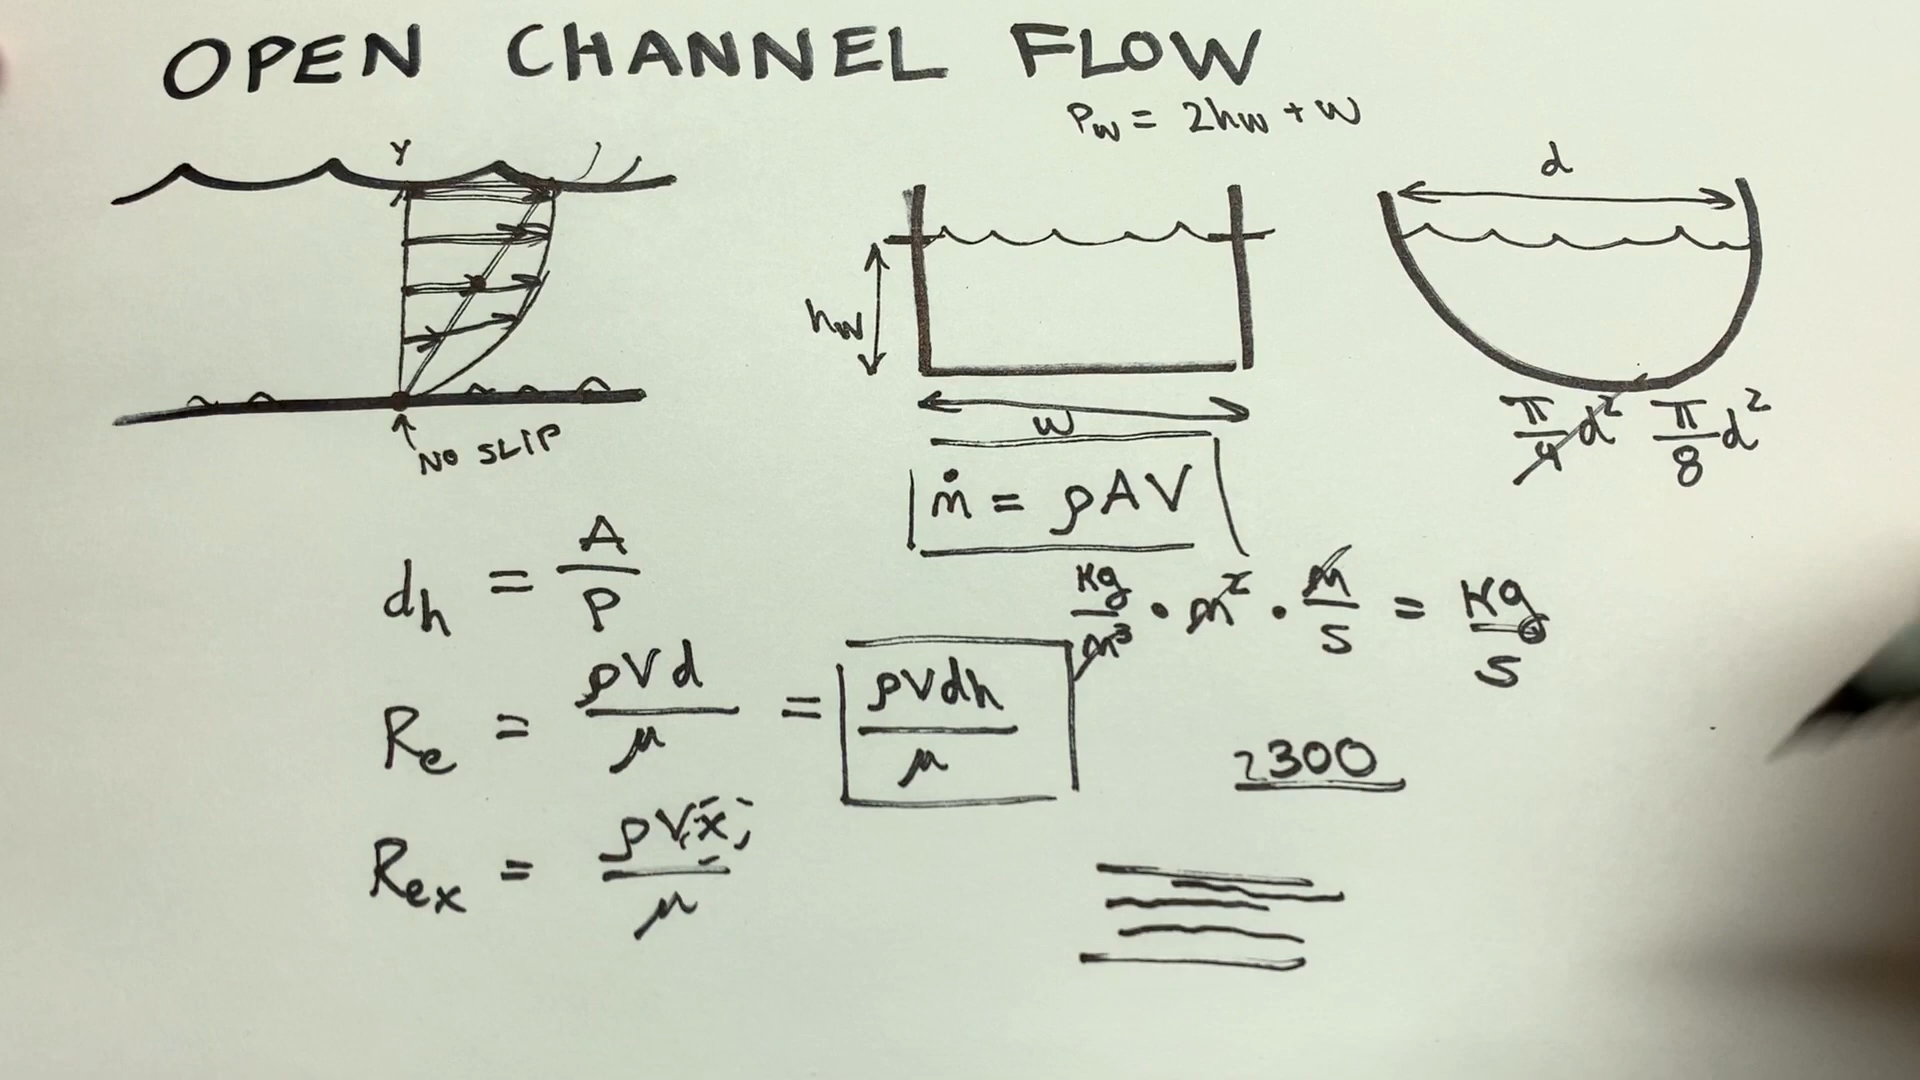 OPEN CHANNEL FLOW
Pw = 2hw + w
Y
d
hw
w
NO SLIP
π/4 d² π/8 d²
ṁ = ρAV
dh = A/P
kg/m³ • m² • m/s = kg/s
Re = ρVd/μ = ρVdh/μ
2300
Rex = ρVx/μ